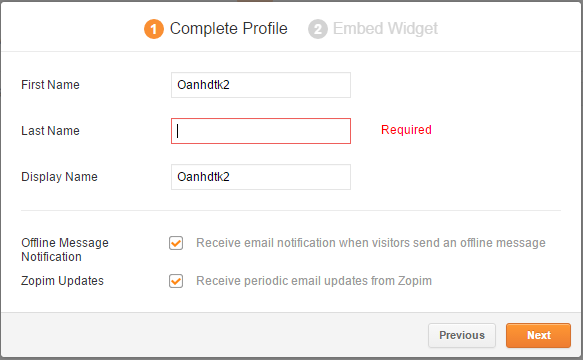 1 Complete Profile 2 Embed Widget
First Name Oanhdtk2
Last Name Required
Display Name Oanhdtk2
Offline Message Notification Receive email notification when visitors send an offline message
Zopim Updates Receive periodic email updates from Zopim
Previous Next